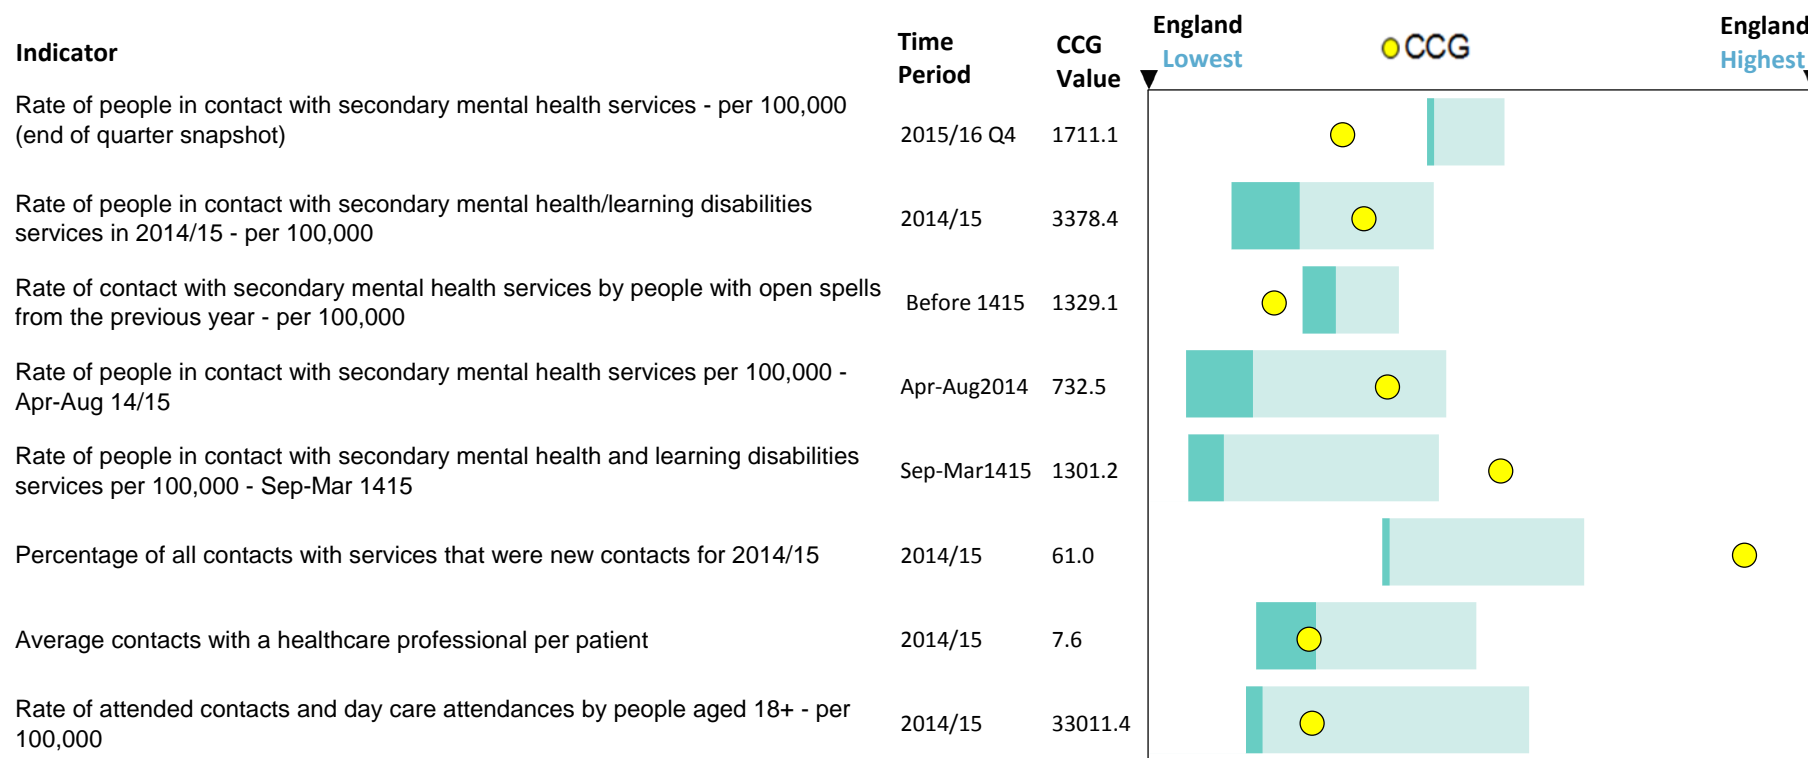 Indicator
Time
Period
CCG
Value
England
Lowest
CCG
England
Highest
Rate of people in contact with secondary mental health services - per 100,000
(end of quarter snapshot)
2015/16 Q4
1711.1
Rate of people in contact with secondary mental health/learning disabilities
services in 2014/15 - per 100,000
2014/15
3378.4
Rate of contact with secondary mental health services by people with open spells
from the previous year - per 100,000
Before 1415
1329.1
Rate of people in contact with secondary mental health services per 100,000 -
Apr-Aug 14/15
Apr-Aug2014
732.5
Rate of people in contact with secondary mental health and learning disabilities
services per 100,000 - Sep-Mar 1415
Sep-Mar1415
1301.2
Percentage of all contacts with services that were new contacts for 2014/15
2014/15
61.0
Average contacts with a healthcare professional per patient
2014/15
7.6
Rate of attended contacts and day care attendances by people aged 18+ - per
100,000
2014/15
33011.4